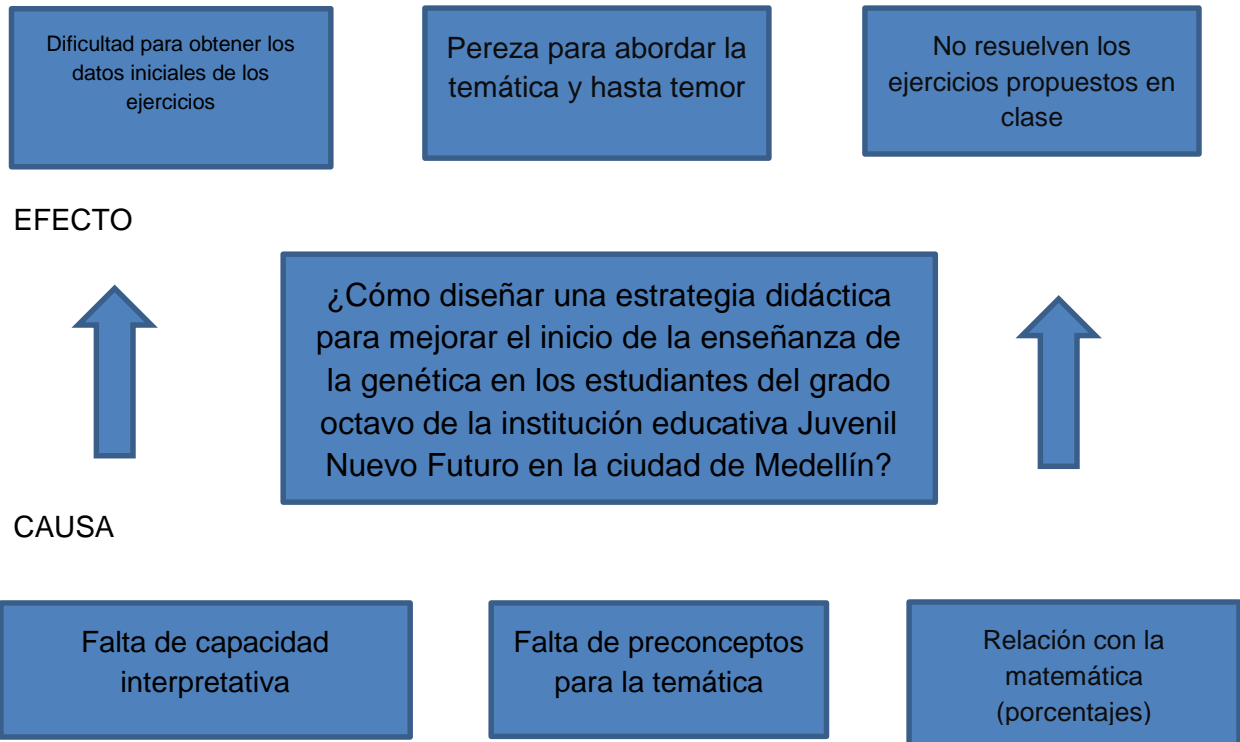 Dificultad para obtener los
datos iniciales de los
ejercicios
Pereza para abordar la
temática y hasta temor
No resuelven los
ejercicios propuestos en
clase
EFECTO
¿Cómo diseñar una estrategia didáctica
para mejorar el inicio de la enseñanza de
la genética en los estudiantes del grado
octavo de la institución educativa Juvenil
Nuevo Futuro en la ciudad de Medellín?
CAUSA
Falta de capacidad
interpretativa
Falta de preconceptos
para la temática
Relación con la
matemática
(porcentajes)